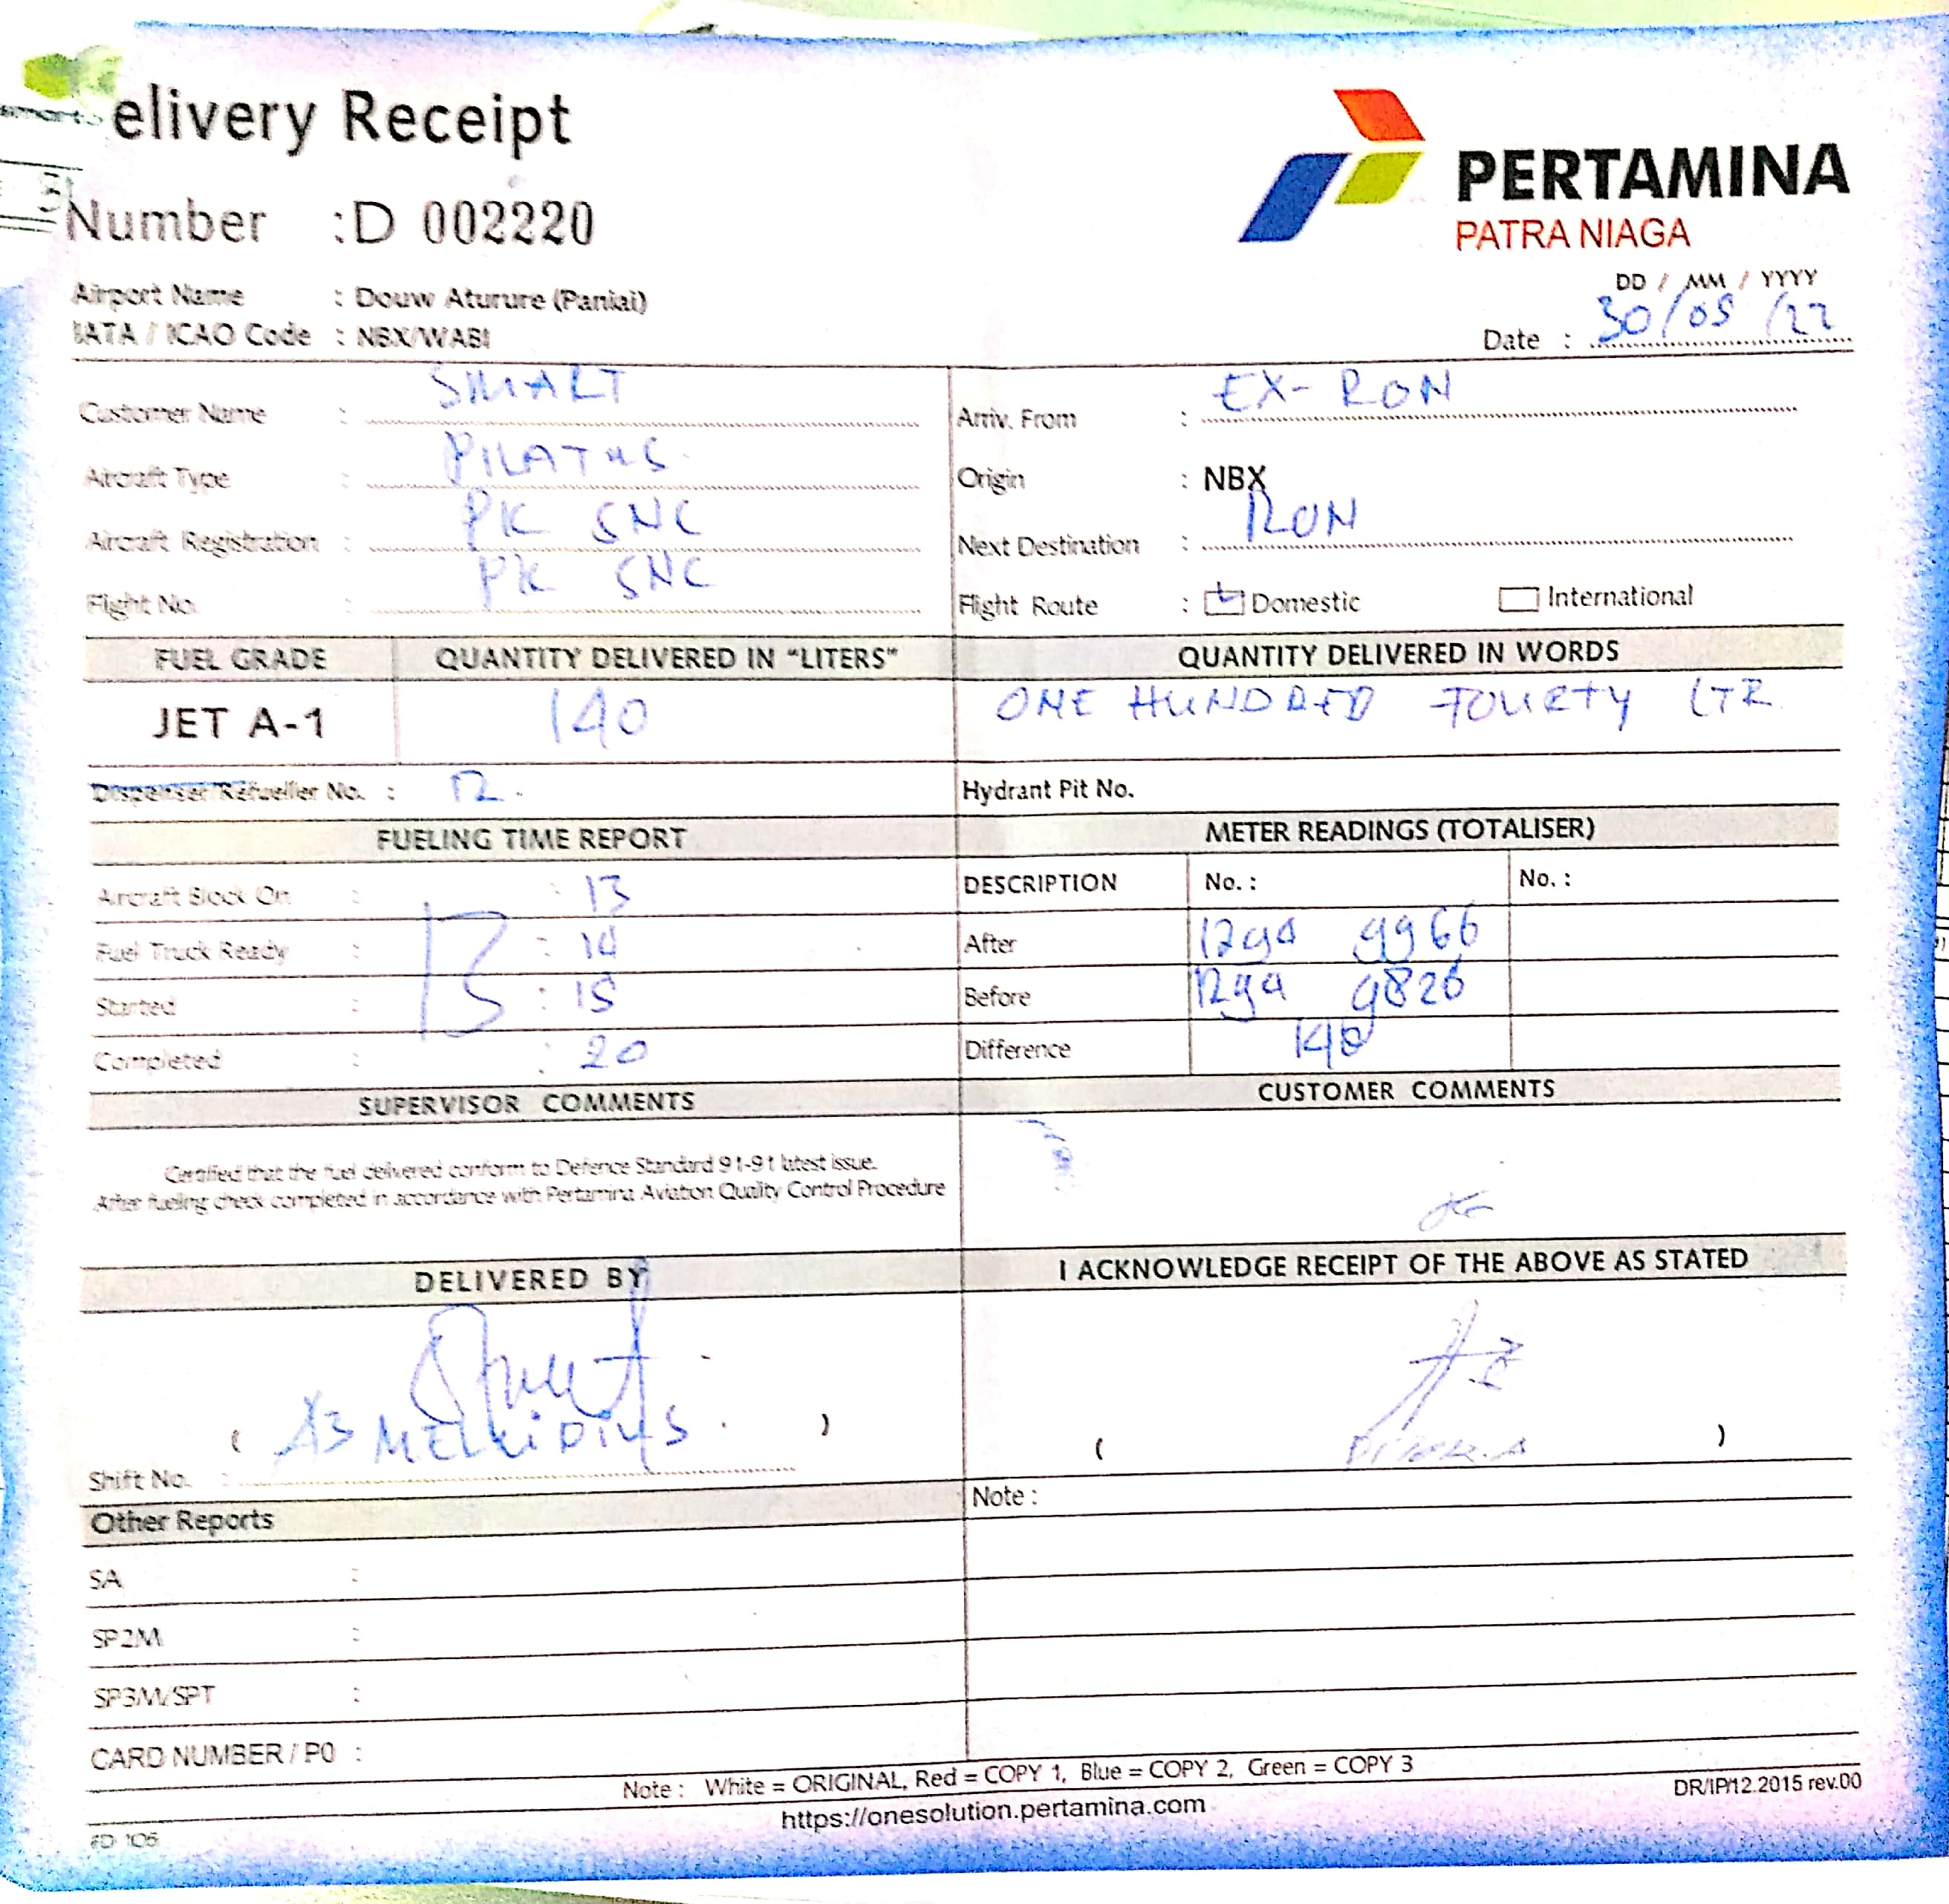 elivery Receipt
Number : D 002220
PERTAMINA
PATRA NIAGA
Airport Name : Douw Aturure (Paniai)
IATA / ICAO Code : NBX/WABI
DD / MM / YYYY
Date : 30/05/22
Customer Name : SMART
Aircraft Type : PILATUS
Aircraft Registration : PK SNC
Flight No. : PK SNC
Arriv. From : EX-RON
Origin : NBX
Next Destination : RON
Flight Route : Domestic International
FUEL GRADE QUANTITY DELIVERED IN "LITERS" QUANTITY DELIVERED IN WORDS
JET A-1 140 ONE HUNDRED FOURTY LTR
Dispenser/Refueller No. : 12. Hydrant Pit No.
FUELING TIME REPORT
Aircraft Block On : : 13
Fuel Truck Ready : : 14
Started : 13 : 15
Completed : : 20
METER READINGS (TOTALISER)
DESCRIPTION No. : No. :
After 9966
Before 9826
Difference 140
SUPERVISOR COMMENTS
Certified that the fuel delivered conform to Defence Standard 91-91 latest issue.
After fueling check completed in accordance with Pertamina Aviation Quality Control Procedure
CUSTOMER COMMENTS
DELIVERED BY
( MELKIDIUS )
Shift No. :
I ACKNOWLEDGE RECEIPT OF THE ABOVE AS STATED
( )
Other Reports
Note :
SA :
SP2M :
SP3M/SPT :
CARD NUMBER / PO :
Note : White = ORIGINAL, Red = COPY 1, Blue = COPY 2, Green = COPY 3
https://onesolution.pertamina.com
DR/IP/12.2015 rev.00
FD 106